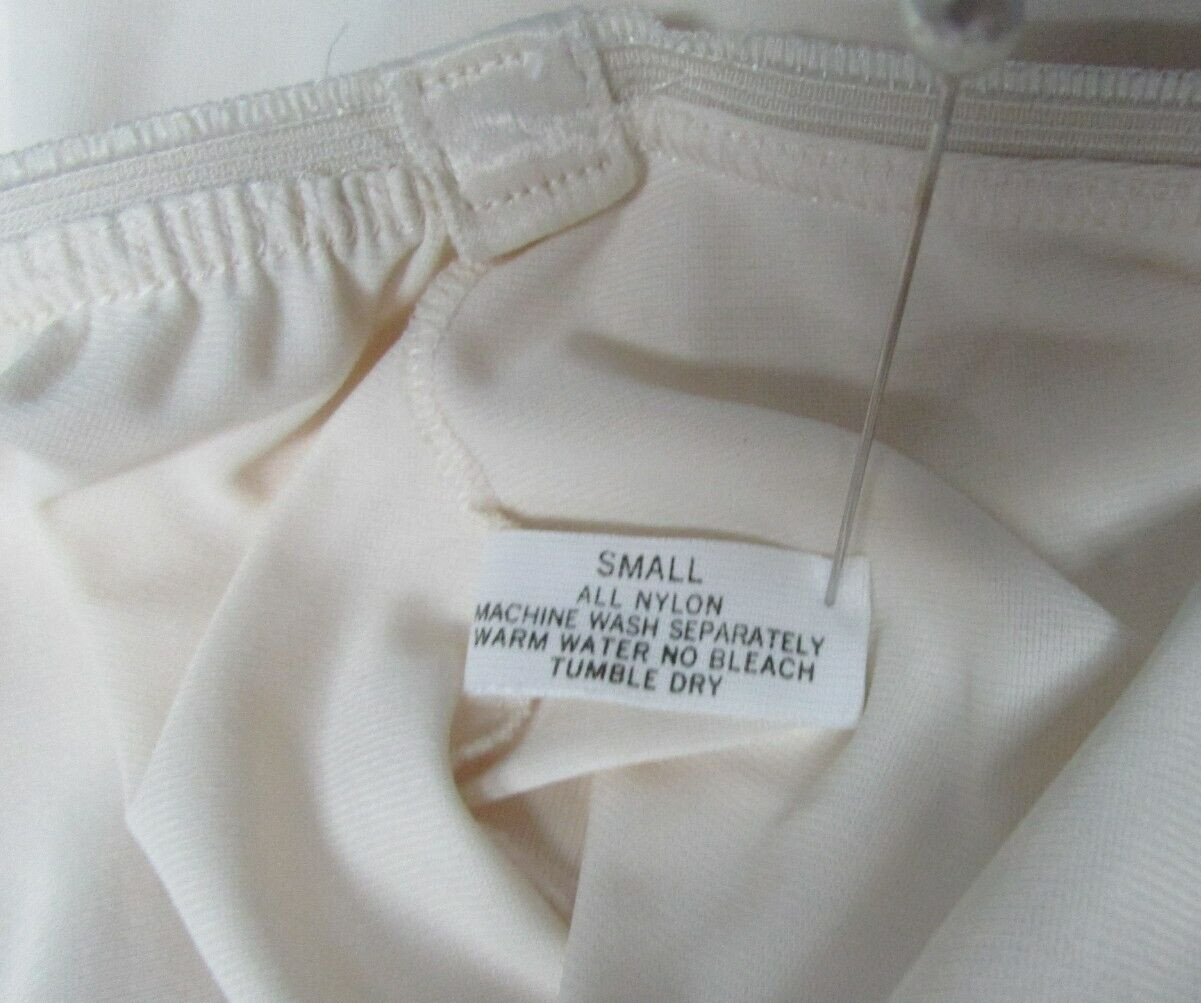 SMALL
ALL NYLON
MACHINE WASH SEPARATELY
WARM WATER NO BLEACH
TUMBLE DRY